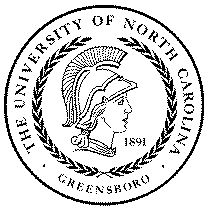 THE UNIVERSITY OF NORTH CAROLINA
1891
GREENSBORO